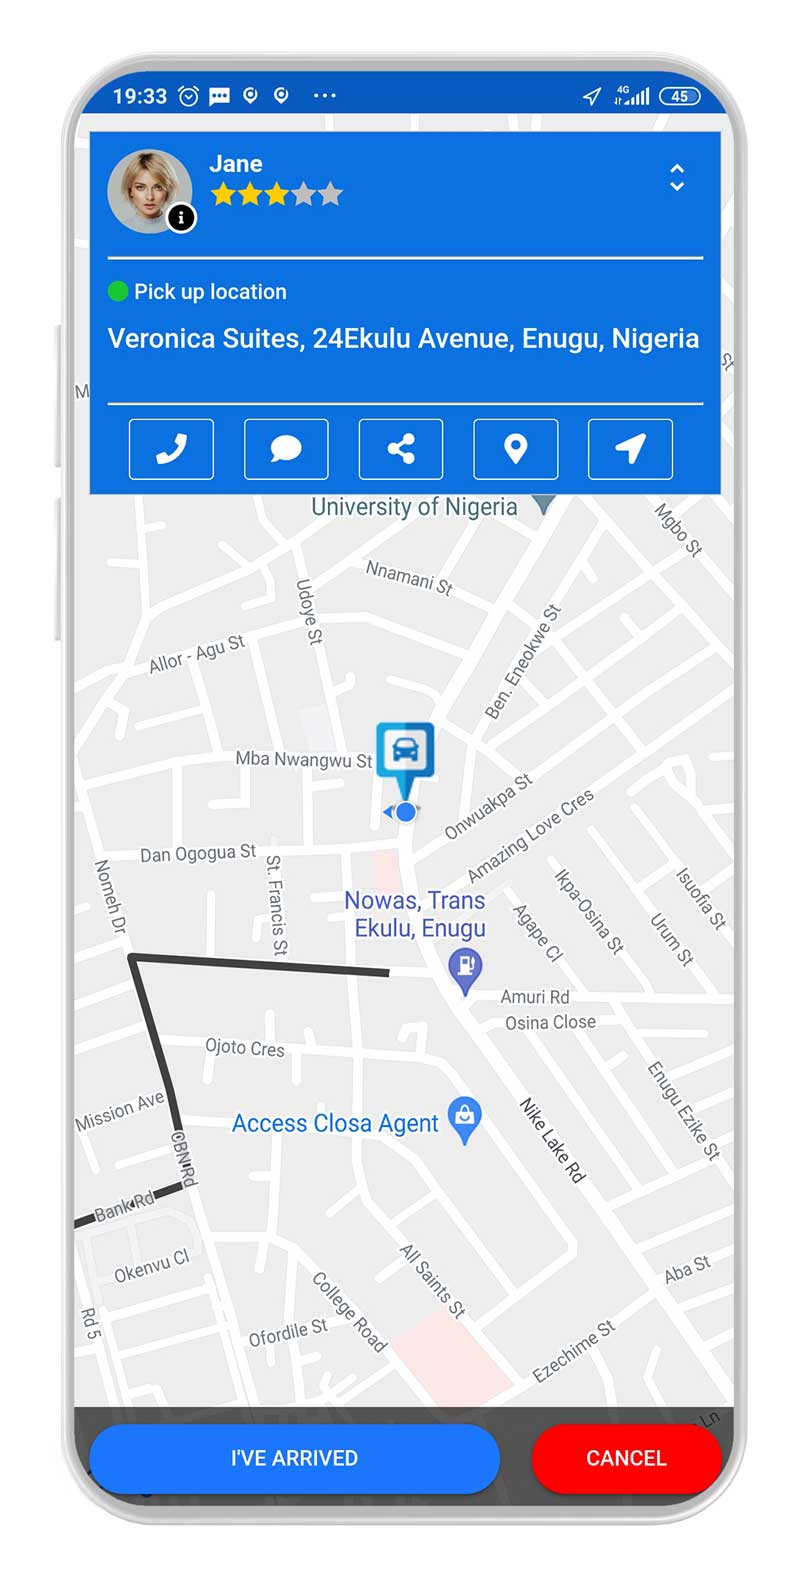 19:33
4G
45
Jane
Pick up location
Veronica Suites, 24Ekulu Avenue, Enugu, Nigeria
St
M
University of Nigeria
Mgbo St
Nnamani St
Udoye St
Ben. Eneokwe St
Allor - Agu St
Mba Nwangwu St
Onwuakpa St
Amazing Love Cres
Dan Ogogua St
St. Francis St
Nomeh Dr
Ikpa-Osina St
Isuofia St
Nowas, Trans
Ekulu, Enugu
Agape Cl
Urum St
Amuri Rd
Osina Close
Ojoto Cres
Enugu Ezike St
Mission Ave
Access Closa Agent
Nike Lake Rd
CBN Rd
Bank Rd
Okenvu Cl
All Saints St
Aba St
College Road
Rd 5
Ofordile St
Ezechime St
Ln
I'VE ARRIVED
CANCEL